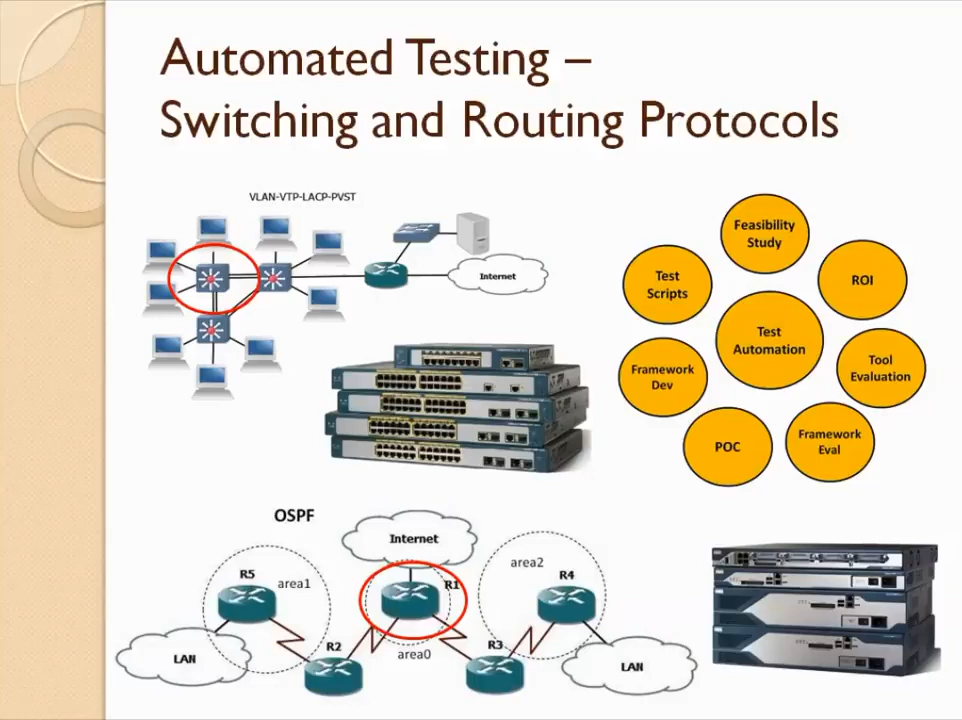 Automated Testing –
Switching and Routing Protocols
VLAN-VTP-LACP-PVST
Internet
Feasibility
Study
Test
Scripts
ROI
Test
Automation
Framework
Dev
Tool
Evaluation
POC
Framework
Eval
OSPF
Internet
R5
area1
R1
area2
R4
LAN
R2
area0
R3
LAN